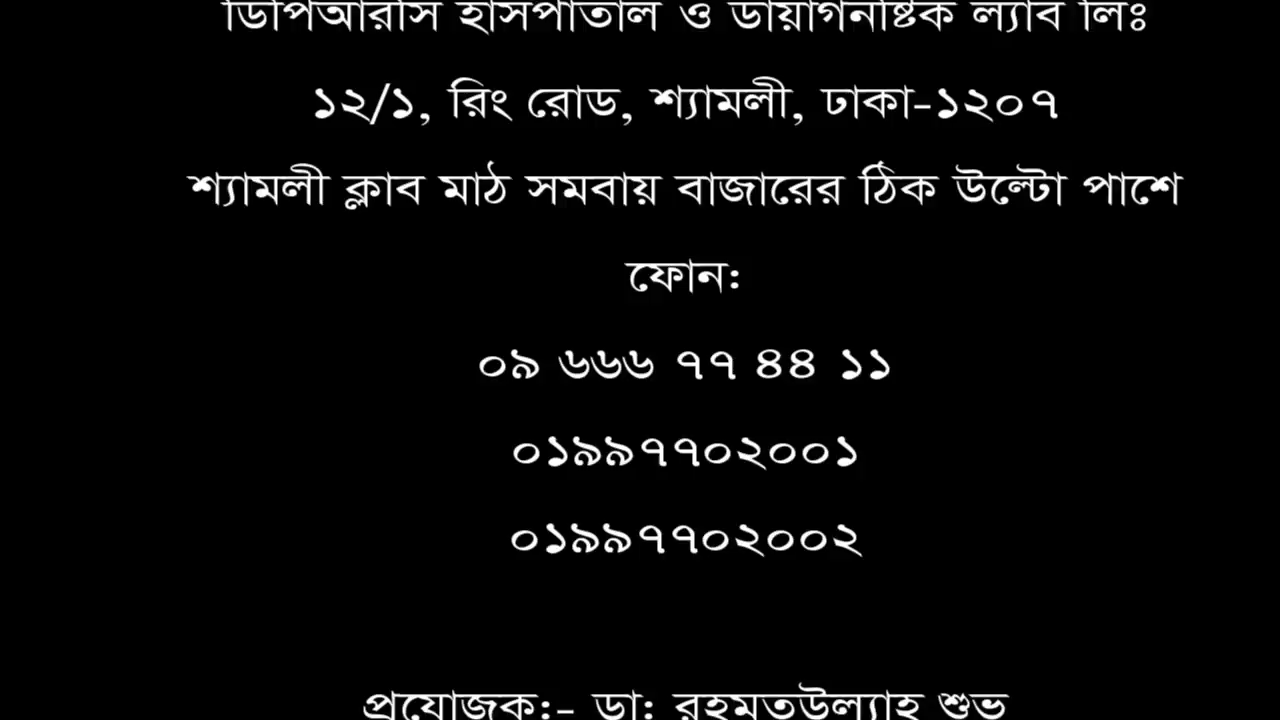 ডিপিআরসি হাসপাতাল ও ডায়াগনষ্টিক ল্যাব লিঃ
১২/১, রিং রোড, শ্যামলী, ঢাকা-১২০৭
শ্যামলী ক্লাব মাঠ সমবায় বাজারের ঠিক উল্টো পাশে
ফোন:
০৯ ৬৬৬ ৭৭ ৪৪ ১১
০১৯৯৭৭০২০০১
০১৯৯৭৭০২০০২
প্রযোজক:- ডা: রহমতউল্যাহ শুভ